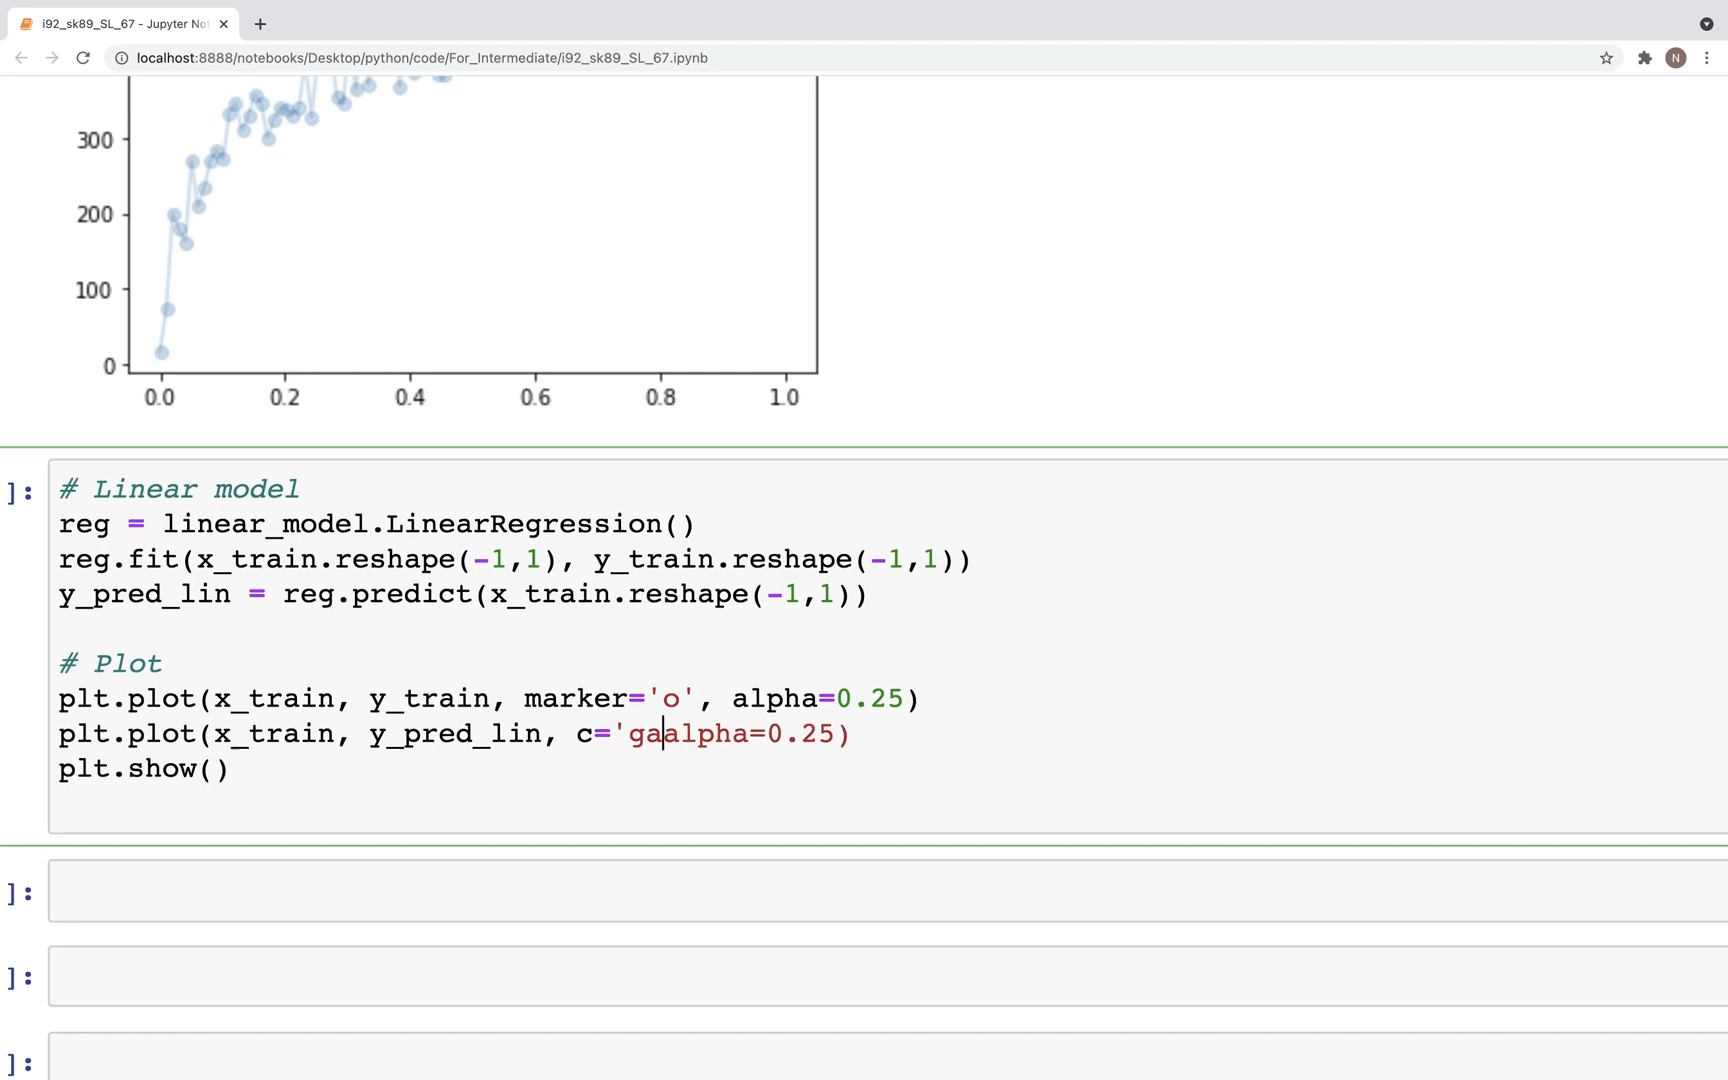 i92_sk89_SL_67 - Jupyter No
localhost:8888/notebooks/Desktop/python/code/For_Intermediate/i92_sk89_SL_67.ipynb
N
300
200
100
0
0.0 0.2 0.4 0.6 0.8 1.0
]: # Linear model
reg = linear_model.LinearRegression()
reg.fit(x_train.reshape(-1,1), y_train.reshape(-1,1))
y_pred_lin = reg.predict(x_train.reshape(-1,1))
# Plot
plt.plot(x_train, y_train, marker='o', alpha=0.25)
plt.plot(x_train, y_pred_lin, c='gaalpha=0.25)
plt.show()
]:
]:
]: